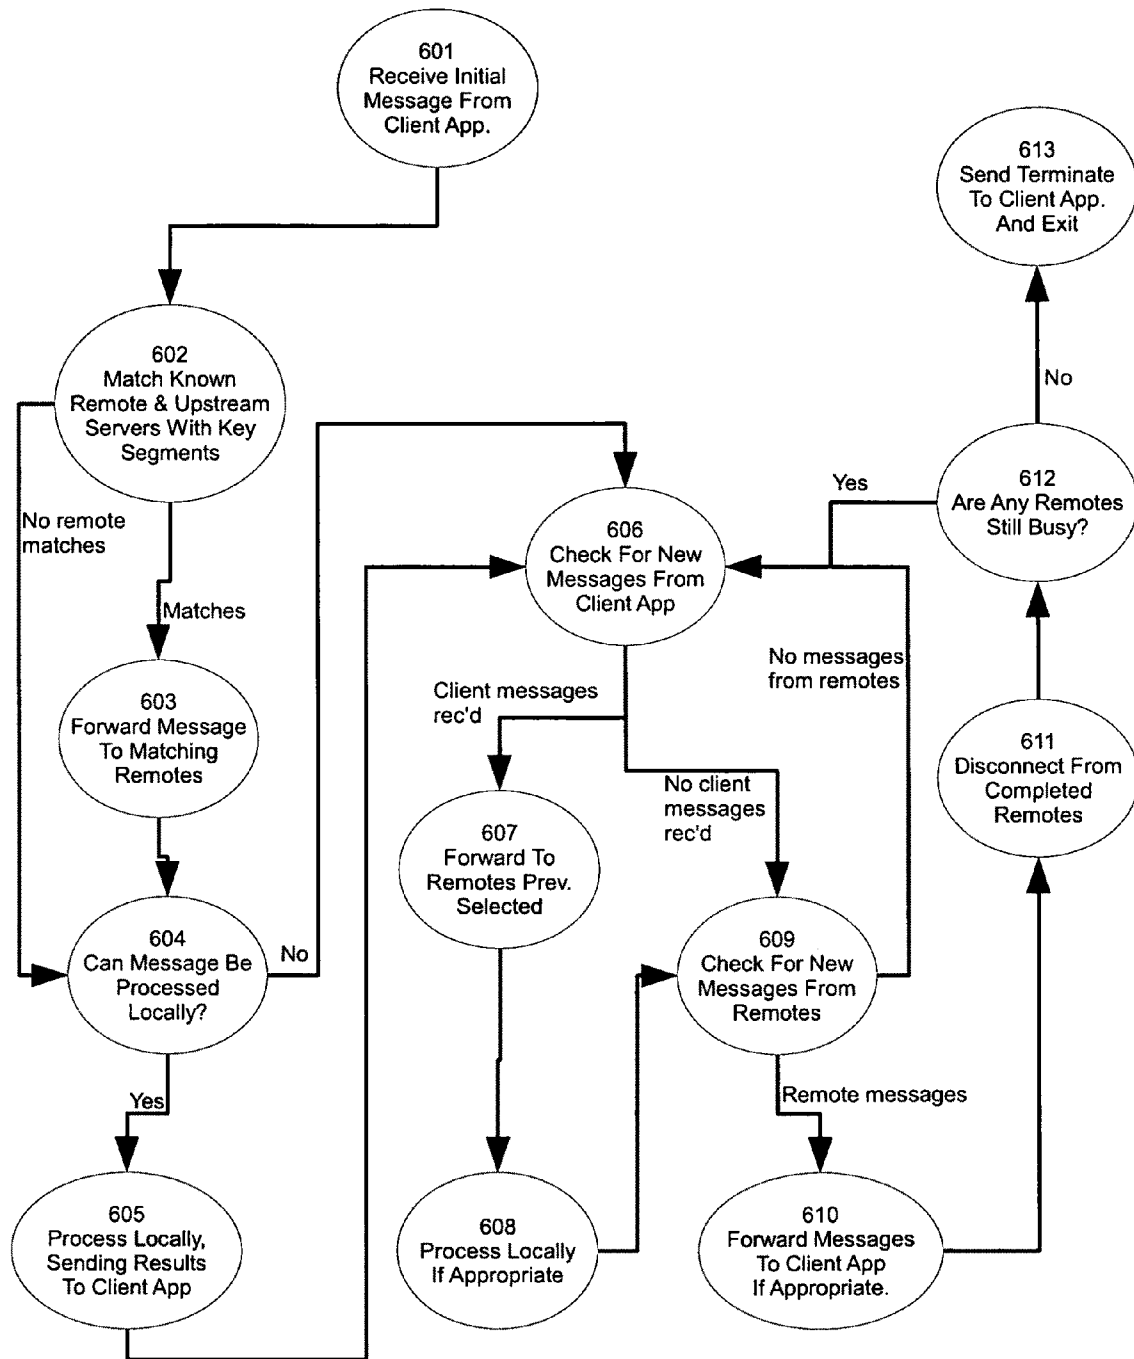 601
Receive Initial
Message From
Client App.
613
Send Terminate
To Client App.
And Exit
602
Match Known
Remote & Upstream
Servers With Key
Segments
No
No remote
matches
Yes
612
Are Any Remotes
Still Busy?
606
Check For New
Messages From
Client App
Matches
603
Forward Message
To Matching
Remotes
Client messages
rec'd
No messages
from remotes
611
Disconnect From
Completed
Remotes
No client
messages
rec'd
607
Forward To
Remotes Prev.
Selected
604
Can Message Be
Processed
Locally?
No
609
Check For New
Messages From
Remotes
Yes
Remote messages
605
Process Locally,
Sending Results
To Client App
608
Process Locally
If Appropriate
610
Forward Messages
To Client App
If Appropriate.